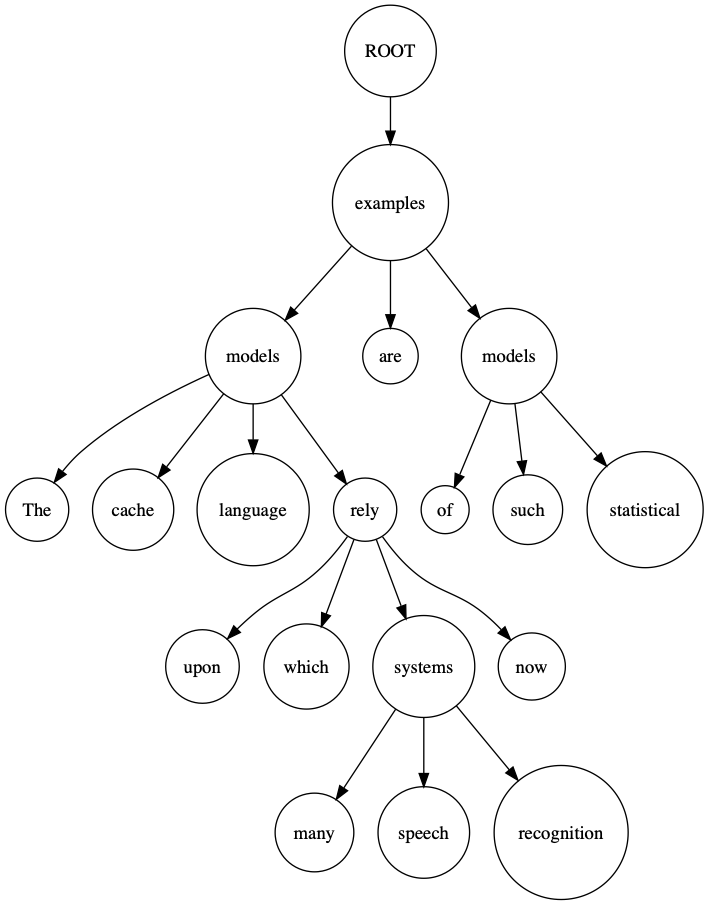 ROOT
examples
models are models
The cache language rely of such statistical
upon which systems now
many speech recognition